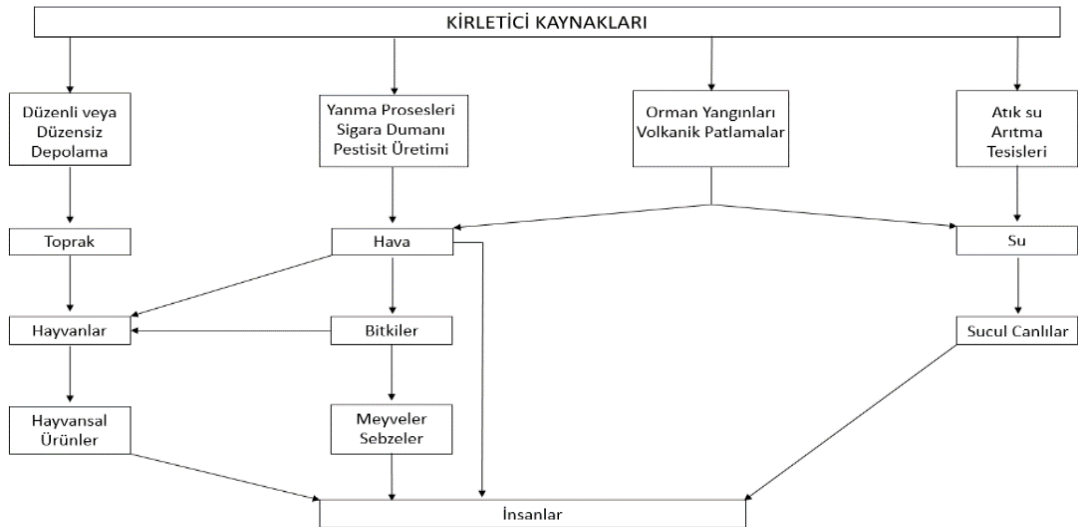 KİRLETİCİ KAYNAKLARI
Düzenli veya
Düzensiz
Depolama
Yanma Prosesleri
Sigara Dumanı
Pestisit Üretimi
Orman Yangınları
Volkanik Patlamalar
Atık su
Arıtma
Tesisleri
Toprak
Hava
Su
Hayvanlar
Bitkiler
Sucul Canlılar
Hayvansal
Ürünler
Meyveler
Sebzeler
İnsanlar